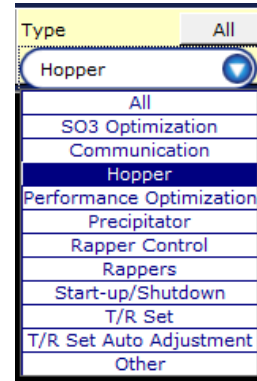 Type All
Hopper
All
SO3 Optimization
Communication
Hopper
Performance Optimization
Precipitator
Rapper Control
Rappers
Start-up/Shutdown
T/R Set
T/R Set Auto Adjustment
Other